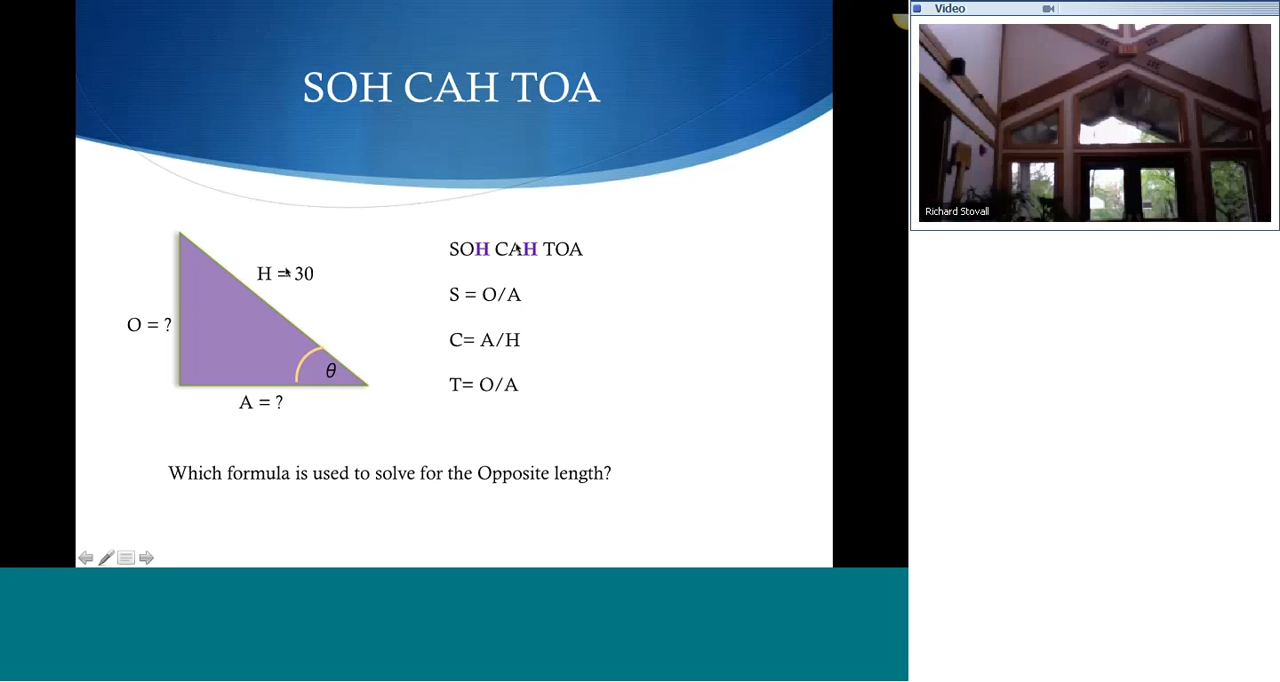 SOH CAH TOA
Video
Richard Stovall
SOH CAH TOA
H = 30
S = O/A
O = ?
C= A/H
θ
T= O/A
A = ?
Which formula is used to solve for the Opposite length?